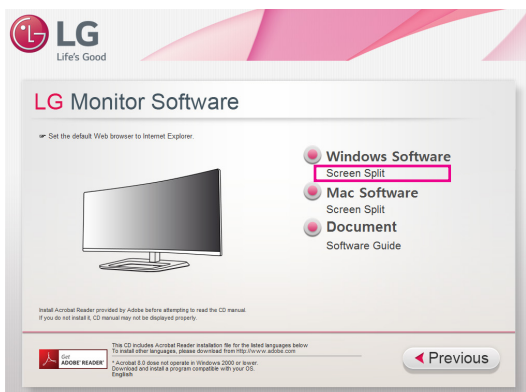 LG
Life's Good
LG Monitor Software
☞ Set the default Web browser to Internet Explorer.
Windows Software
Screen Split
Mac Software
Screen Split
Document
Software Guide
Install Acrobat Reader provided by Adobe before attempting to read the CD manual.
If you do not install it, CD manual may not be displayed properly.
Get
ADOBE® READER®
This CD includes Acrobat Reader installation file for the listed languages below
To install other languages, please download from http://www.adobe.com
* Acrobat 8.0 dose not operate in Windows 2000 or lower.
Download and install a program compatible with your OS.
English
Previous